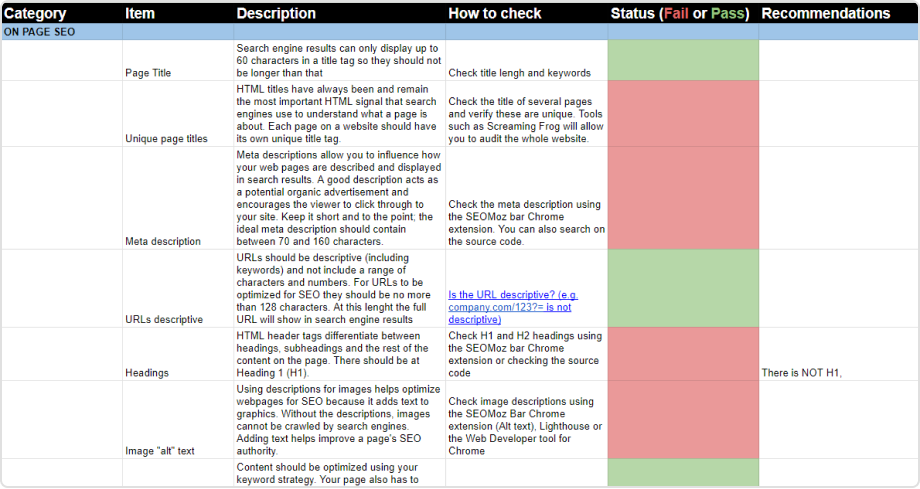 Category Item Description How to check Status (Fail or Pass) Recommendations
ON PAGE SEO
Search engine results can only display up to
60 characters in a title tag so they should not
be longer than that
Page Title
Check title lengh and keywords
HTML titles have always been and remain
the most important HTML signal that search
engines use to understand what a page is
about. Each page on a website should have
its own unique title tag.
Unique page titles
Check the title of several pages
and verify these are unique. Tools
such as Screaming Frog will allow
you to audit the whole website.
Meta descriptions allow you to influence how
your web pages are described and displayed
in search results. A good description acts as
a potential organic advertisement and
encourages the viewer to click through to
your site. Keep it short and to the point; the
ideal meta description should contain
between 70 and 160 characters.
Meta description
Check the meta description using
the SEOMoz bar Chrome
extension. You can also search on
the source code.
URLs should be descriptive (including
keywords) and not include a range of
characters and numbers. For URLs to be
optimized for SEO they should be no more
than 128 characters. At this lenght the full
URL will show in search engine results
URLs descriptive
Is the URL descriptive? (e.g.
company.com/123?= is not
descriptive)
HTML header tags differentiate between
headings, subheadings and the rest of the
content on the page. There should be at
Heading 1 (H1).
Headings
Check H1 and H2 headings using
the SEOMoz bar Chrome
extension or checking the source
code
There is NOT H1,
Using descriptions for images helps optimize
webpages for SEO because it adds text to
graphics. Without the descriptions, images
cannot be crawled by search engines.
Adding text helps improve a page's SEO
authority.
Image "alt" text
Check image descriptions using
the SEOMoz Bar Chrome
extension (Alt text), Lighthouse or
the Web Developer tool for
Chrome
Content should be optimized using your
keyword strategy. Your page also has to